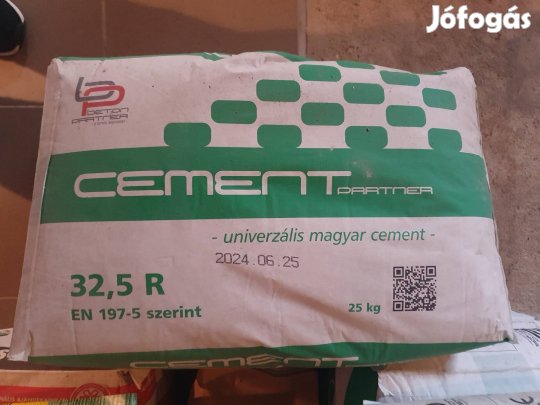 Jófogás
BETON
PARTNER
CEMENT PARTNER
- univerzális magyar cement -
2024.06.25
32,5 R
EN 197-5 szerint
25 kg
CEMENT PARTNER